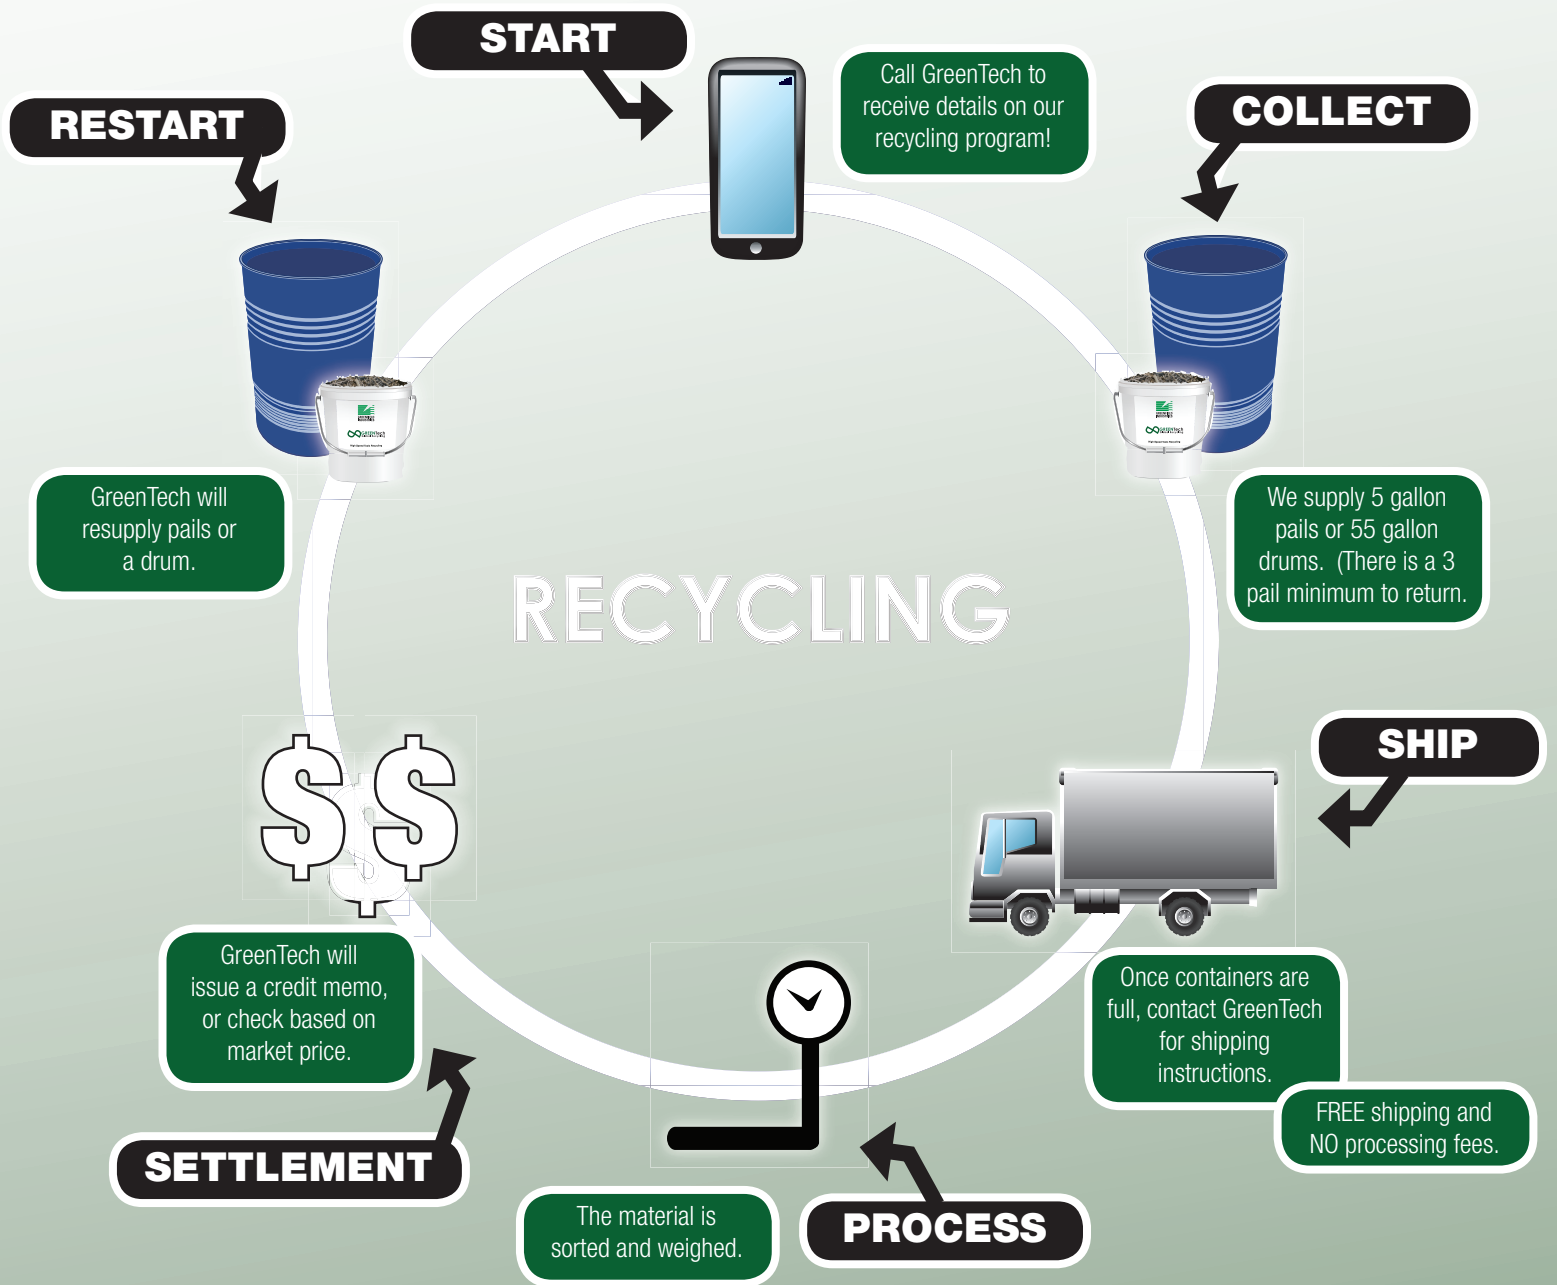 START
Call GreenTech to
receive details on our
recycling program!
COLLECT
We supply 5 gallon
pails or 55 gallon
drums.  (There is a 3
pail minimum to return.
SHIP
Once containers are
full, contact GreenTech
for shipping
instructions.
FREE shipping and
NO processing fees.
PROCESS
The material is
sorted and weighed.
SETTLEMENT
$$
$
GreenTech will
issue a credit memo,
or check based on
market price.
RESTART
GreenTech will
resupply pails or
a drum.
GREENTech
GREENTech
RECYCLING